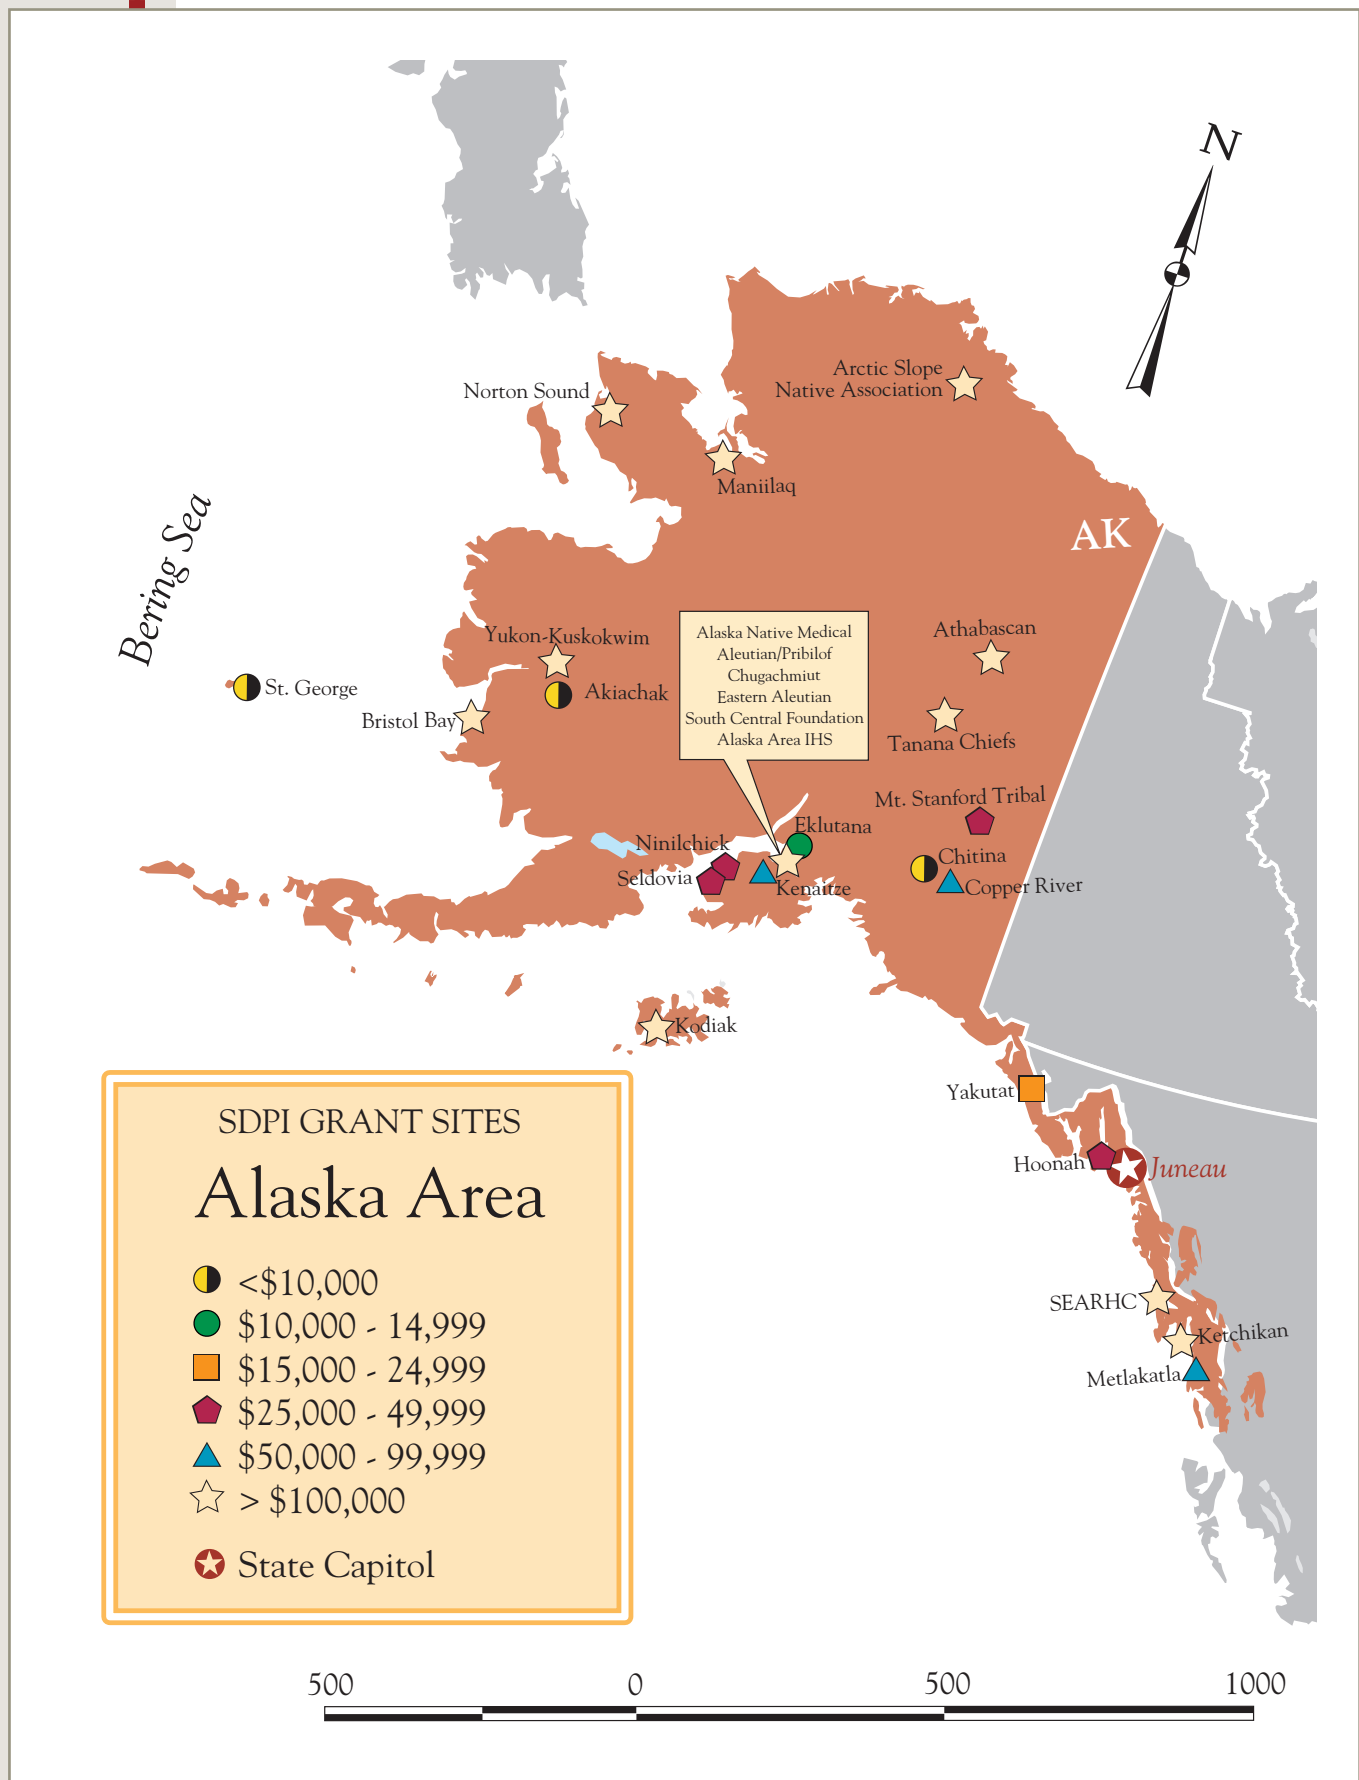 N
Arctic Slope
Native Association
Norton Sound
Maniilaq
AK
Bering Sea
Yukon-Kuskokwim
Alaska Native Medical
Aleutian/Pribilof
Chugachmiut
Eastern Aleutian
South Central Foundation
Alaska Area IHS
Athabascan
St. George
Akiachak
Bristol Bay
Tanana Chiefs
Mt. Stanford Tribal
Eklutana
Ninilchick
Chitina
Seldovia
Kenaitze
Copper River
Kodiak
Yakutat
Hoonah
Juneau
SEARHC
Ketchikan
Metlakatla
SDPI GRANT SITES
Alaska Area
<$10,000
$10,000 - 14,999
$15,000 - 24,999
$25,000 - 49,999
$50,000 - 99,999
> $100,000
State Capitol
500 0 500 1000